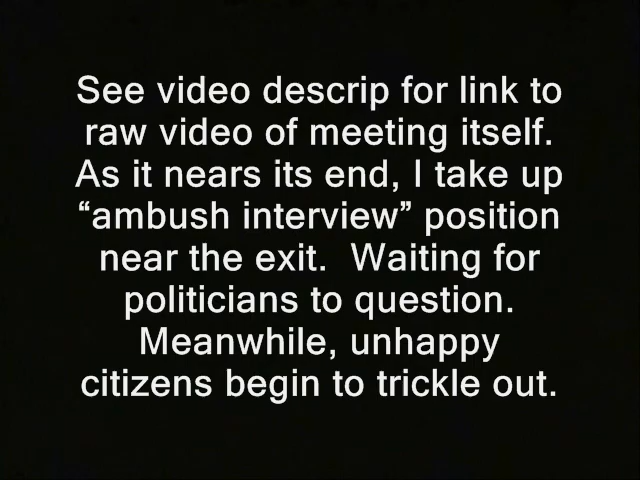 See video descrip for link to
raw video of meeting itself.
As it nears its end, I take up
“ambush interview” position
near the exit.  Waiting for
politicians to question.
Meanwhile, unhappy
citizens begin to trickle out.